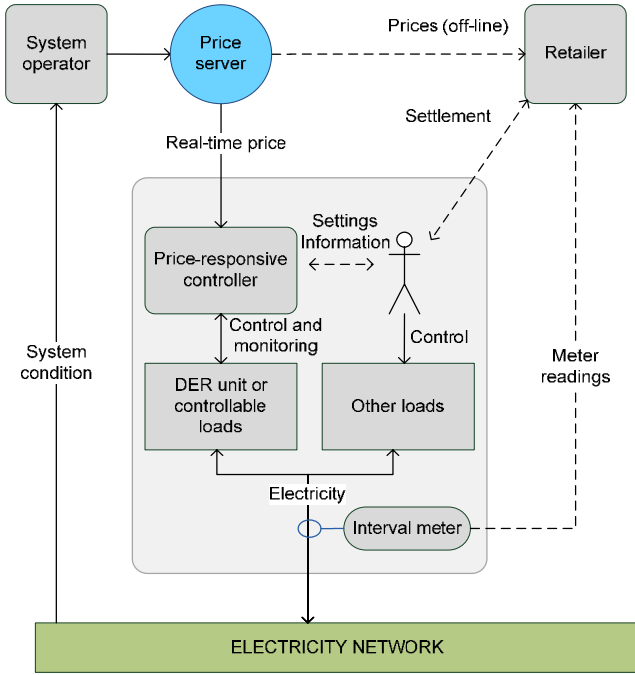 System
operator
Price
server
Prices (off-line)
Retailer
Settlement
Real-time price
Settings
Information
Price-responsive
controller
Control and
monitoring
Control
System
condition
Meter
readings
DER unit or
controllable
loads
Other loads
Electricity
Interval meter
ELECTRICITY NETWORK